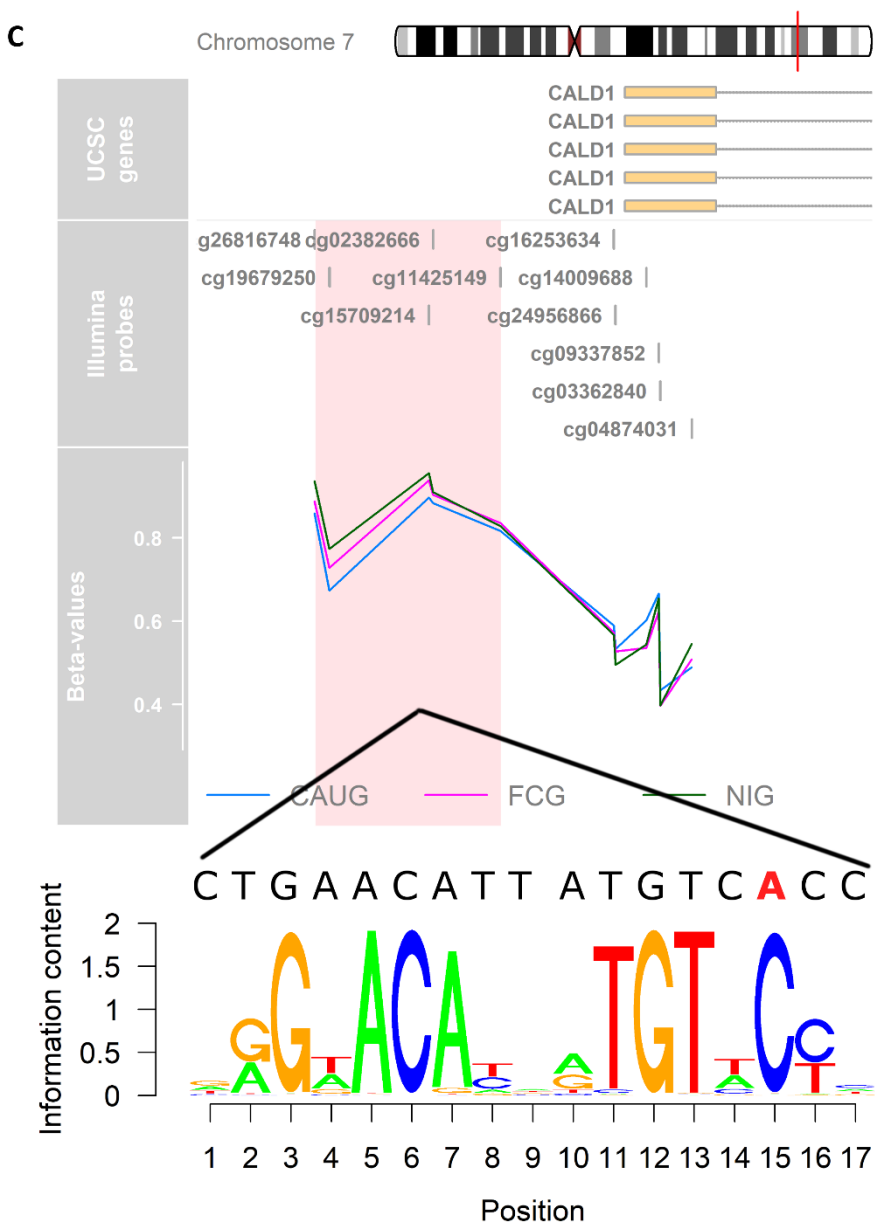 C
Chromosome 7
UCSC
genes
CALD1
CALD1
CALD1
CALD1
CALD1
Illumina
probes
g26816748 cg02382666 cg16253634
cg19679250 cg11425149 cg14009688
cg15709214 cg24956866
cg09337852
cg03362840
cg04874031
Beta-values
0.8
0.6
0.4
CAUG FCG NIG
C T G A A C A T T A T G T C A C C
Information content
2
1.5
1
0.5
0
1 2 3 4 5 6 7 8 9 10 11 12 13 14 15 16 17
Position